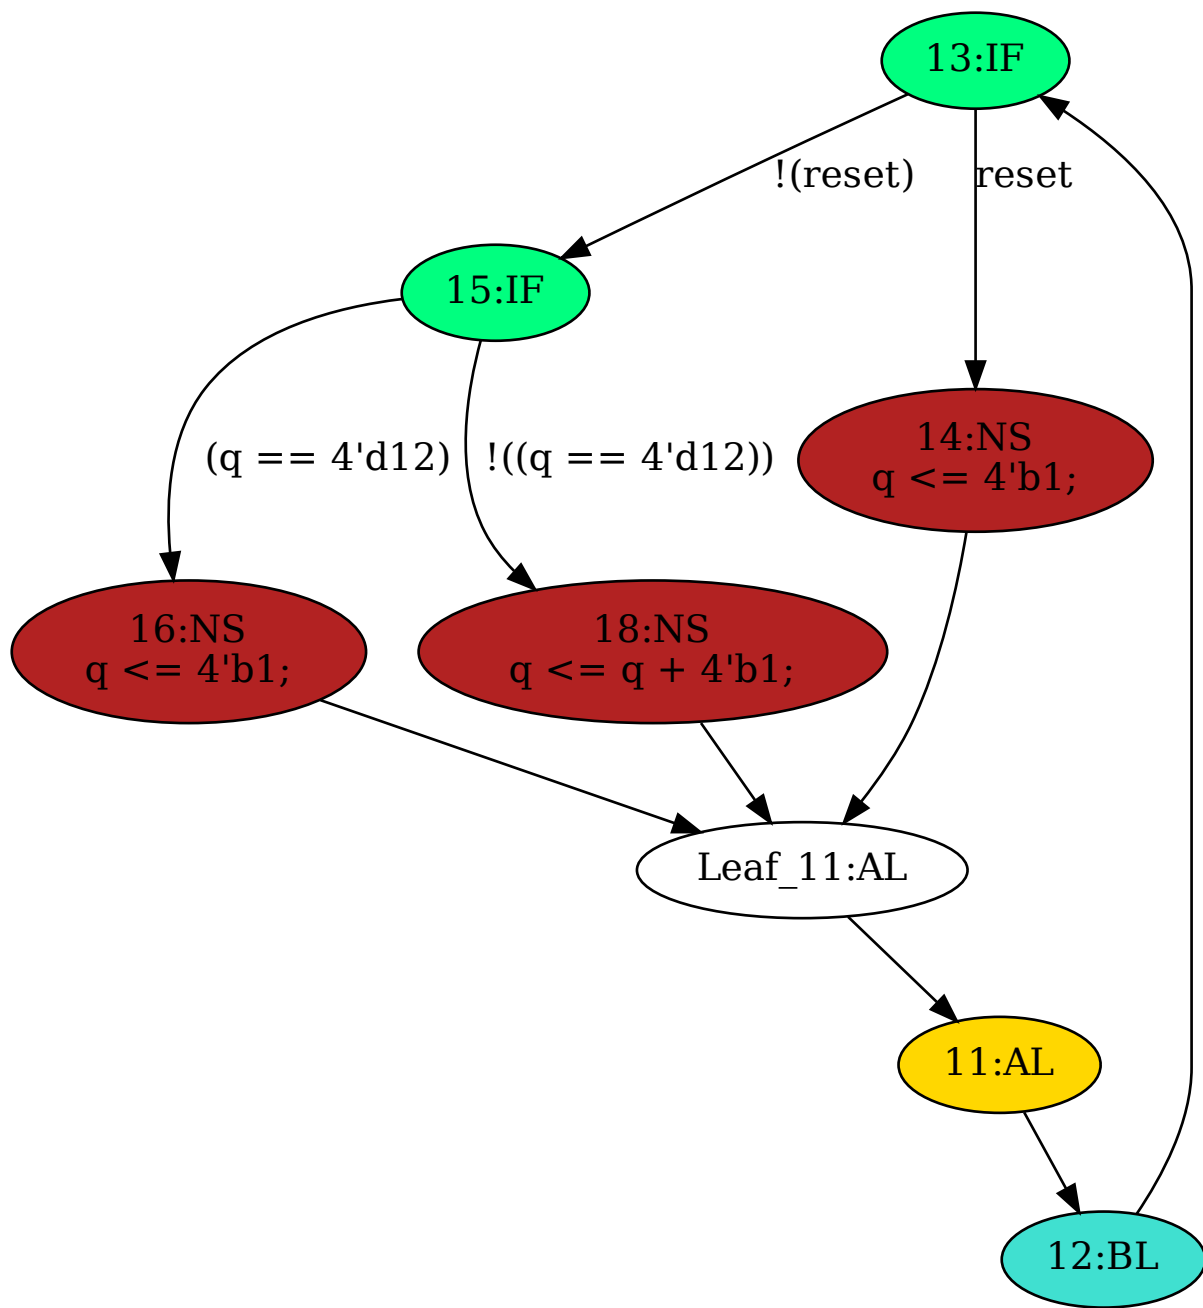 13:IF
!(reset)
reset
15:IF
(q == 4'd12)
!((q == 4'd12))
14:NS
q <= 4'b1;
16:NS
q <= 4'b1;
18:NS
q <= q + 4'b1;
Leaf_11:AL
11:AL
12:BL